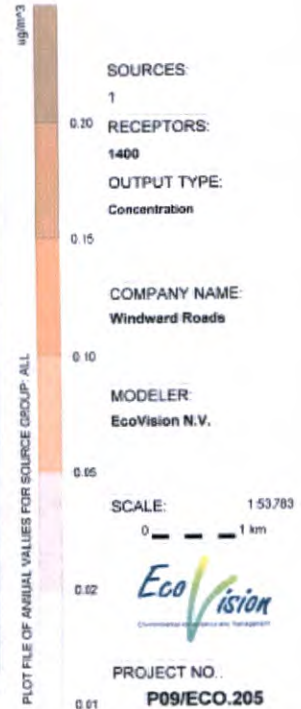 ug/m^3
PLOT FILE OF ANNUAL VALUES FOR SOURCE GROUP: ALL
0.20
0.15
0.10
0.05
0.02
0.01
SOURCES:
1
RECEPTORS:
1400
OUTPUT TYPE:
Concentration
COMPANY NAME:
Windward Roads
MODELER:
EcoVision N.V.
SCALE: 1:53,783
0 1 km
Eco Vision
PROJECT NO.:
P09/ECO.205